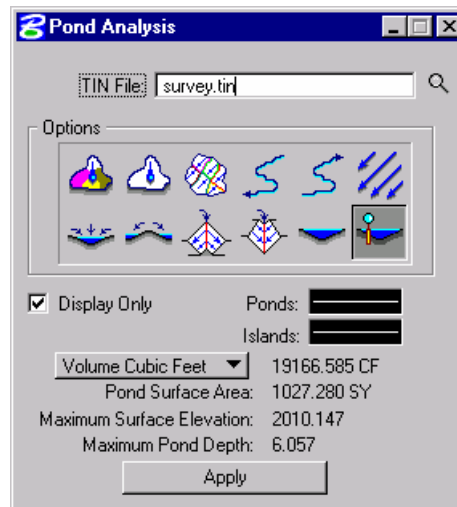 Pond Analysis
TIN File: survey.tin
Options
Display Only Ponds:
Islands:
Volume Cubic Feet 19166.585 CF
Pond Surface Area: 1027.280 SY
Maximum Surface Elevation: 2010.147
Maximum Pond Depth: 6.057
Apply